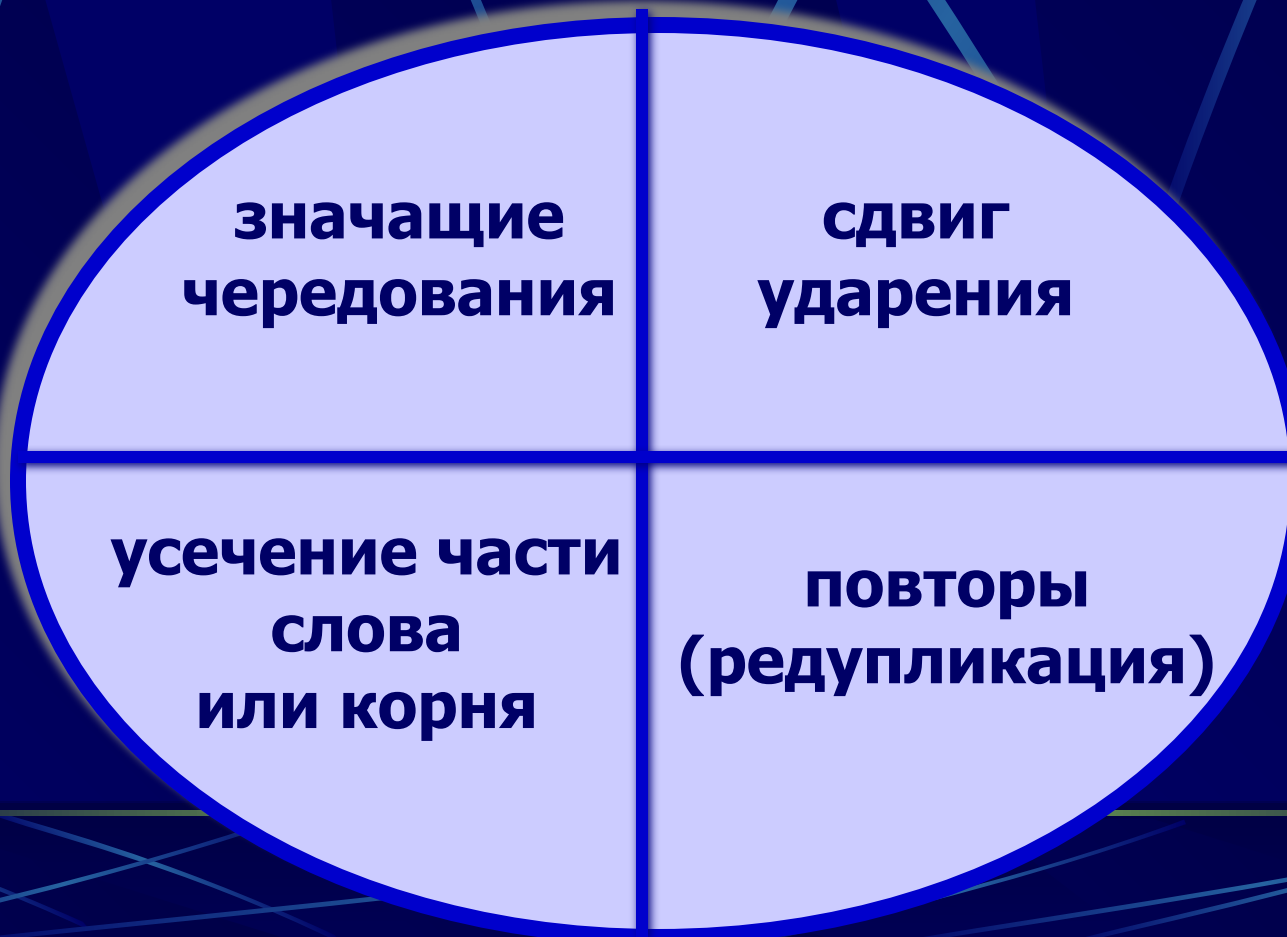 значащие
чередования
сдвиг
ударения
усечение части
слова
или корня
повторы
(редупликация)